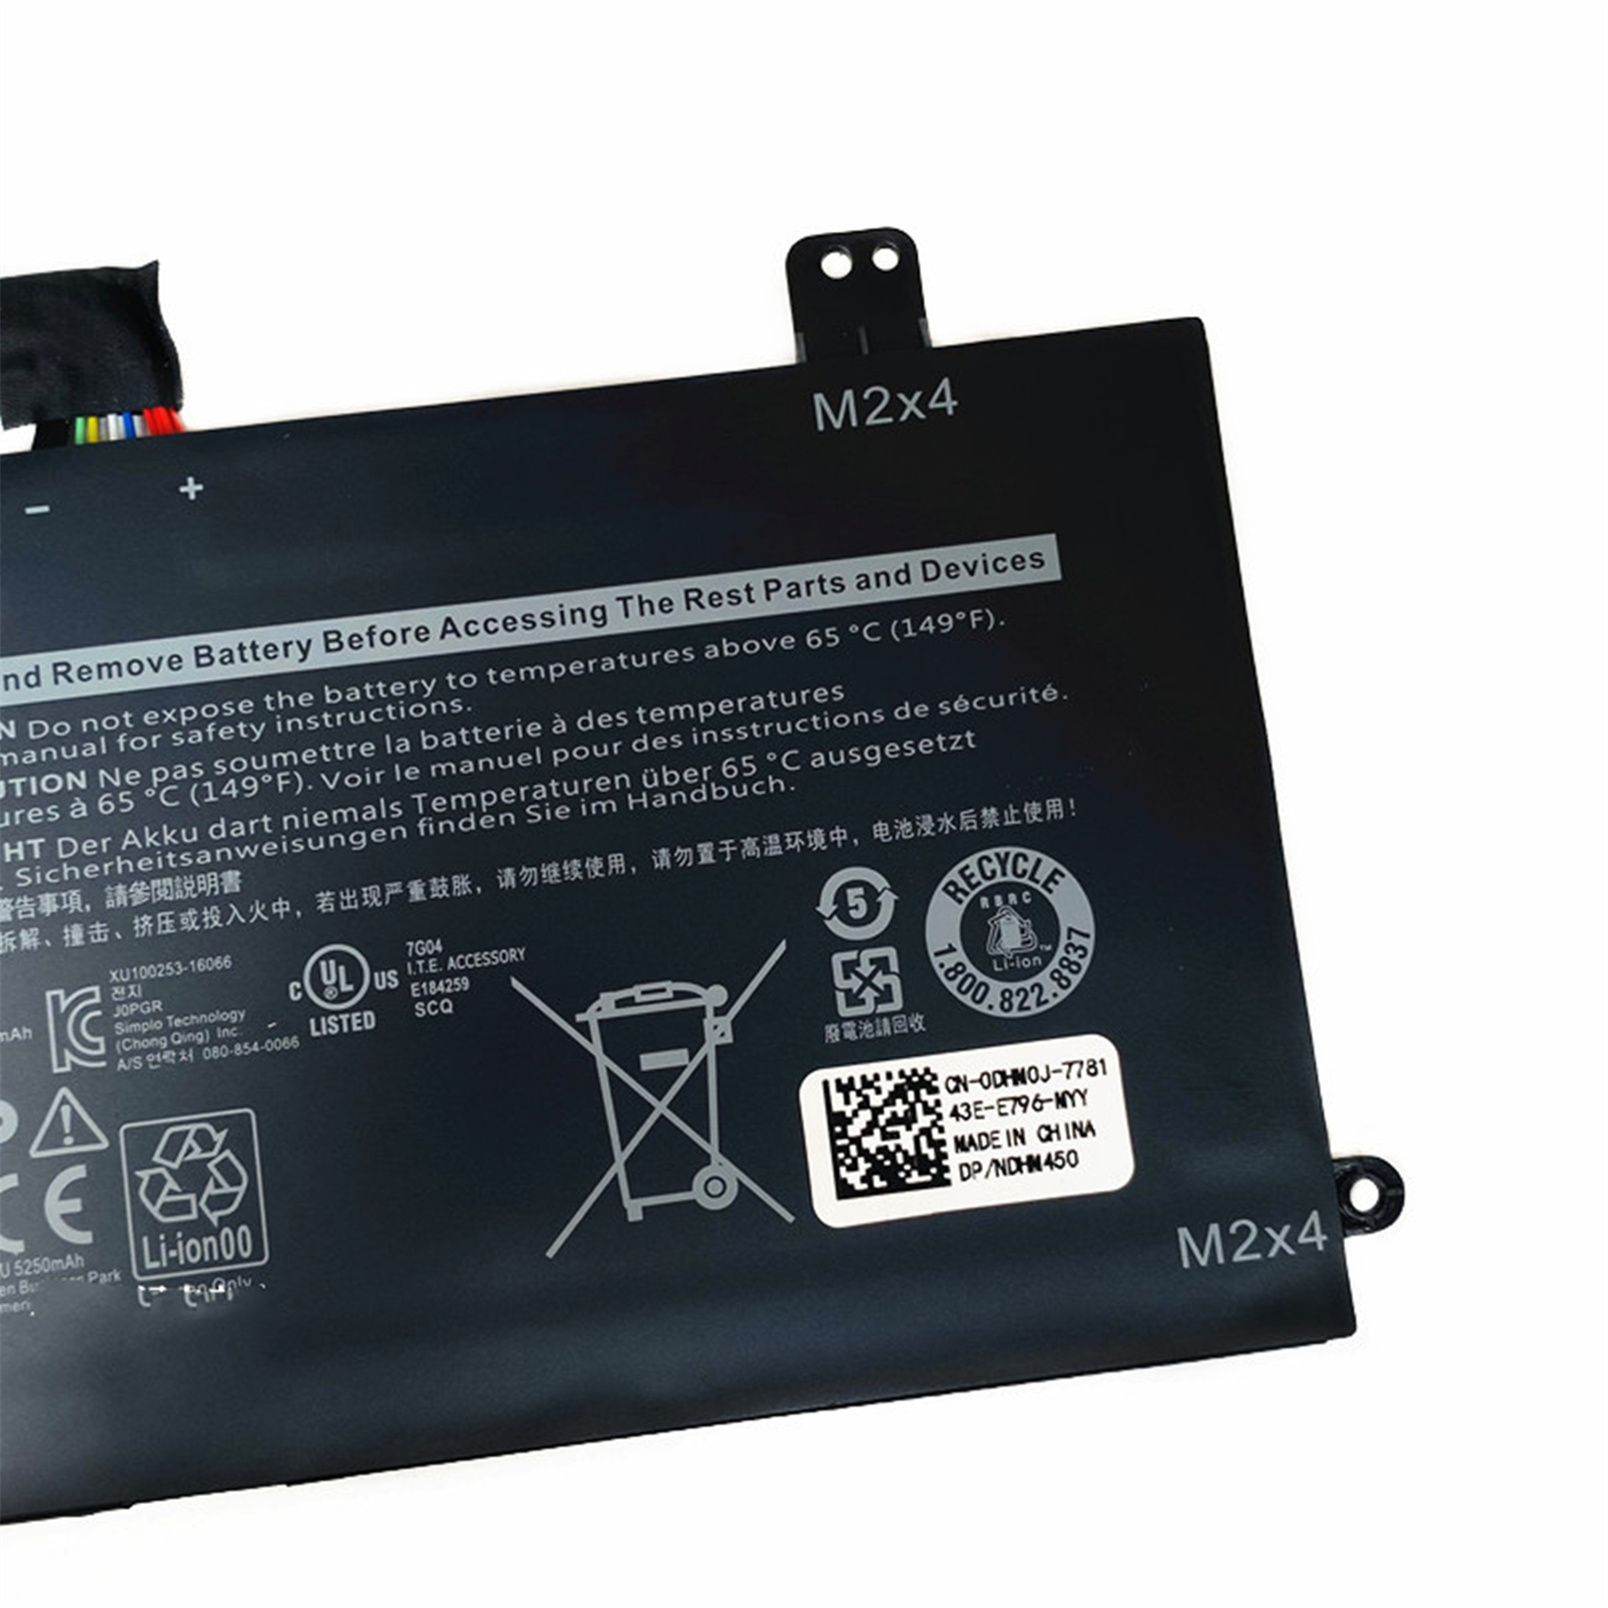 M2x4
− +
nd Remove Battery Before Accessing The Rest Parts and Devices
N Do not expose the battery to temperatures above 65 °C (149°F).
manual for safety instructions.
UTION Ne pas soumettre la batterie à des temperatures
ures à 65 °C (149°F). Voir le manuel pour des insstructions de sécurité.
HT Der Akku dart niemals Temperaturen über 65 °C ausgesetzt
. Sicherheitsanweisungen finden Sie im Handbuch.
警告事項，請參閱説明書
拆解、撞击、挤压或投入火中，若出现严重鼓胀，请勿继续使用，请勿置于高温环境中，电池浸水后禁止使用！
mAh
XU100253-16066
전지
J0PGR
Simplo Technology
(Chong Qing) Inc.
A/S 연락처 080-854-0066
C UL ® US
LISTED
7G04
I.T.E. ACCESSORY
E184259
SCQ
5
廢電池請回收
RECYCLE
RBRC
Li-ion
TM
1.800.822.8837
CN-0DHM0J-7781
43E-E796-MYY
MADE IN CHINA
DP/NDHM450
CE
Li-ion00
U 5250mAh
Park
M2x4